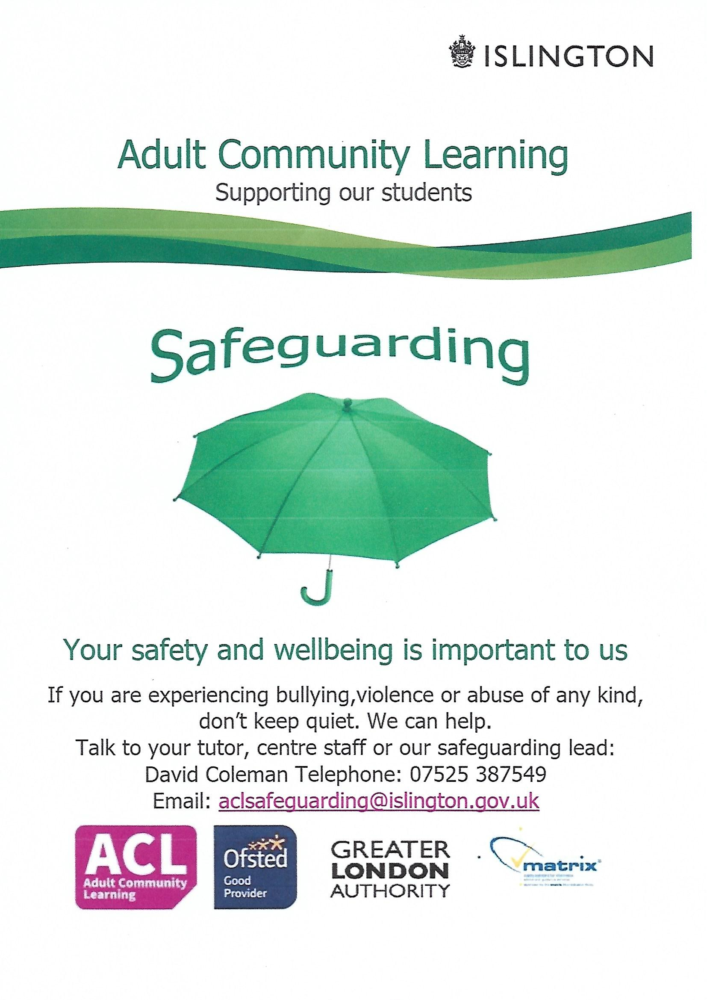 ISLINGTON
Adult Community Learning
Supporting our students
Safeguarding
Your safety and wellbeing is important to us
If you are experiencing bullying,violence or abuse of any kind,
don't keep quiet. We can help.
Talk to your tutor, centre staff or our safeguarding lead:
David Coleman Telephone: 07525 387549
Email: aclsafeguarding@islington.gov.uk
ACL
Adult Community
Learning
Ofsted
Good
Provider
GREATER
LONDON
AUTHORITY
matrix